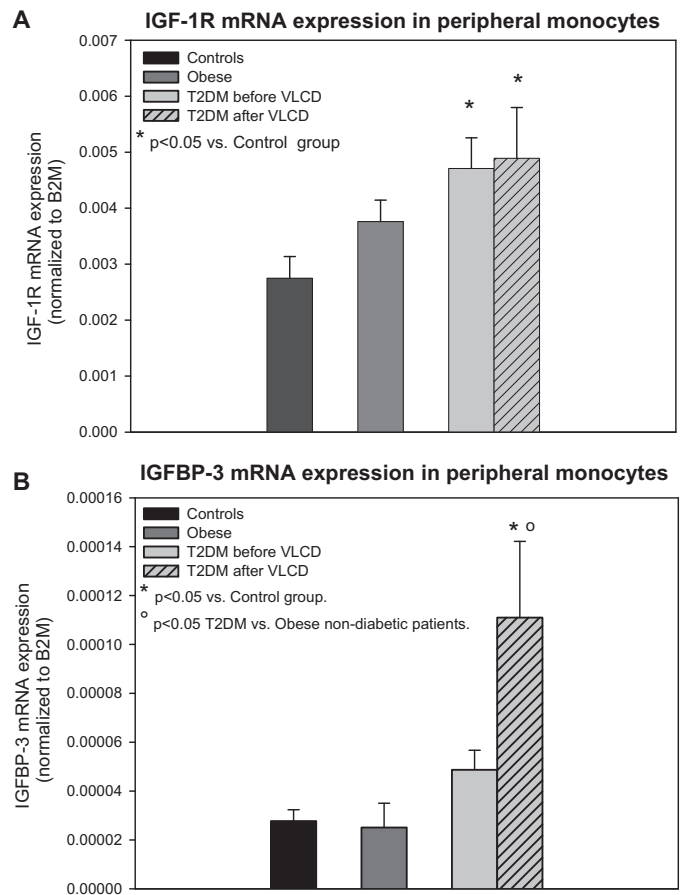 A
IGF-1R mRNA expression in peripheral monocytes
0.007
0.006
0.005
0.004
0.003
0.002
0.001
0.000
IGF-1R mRNA expression
(normalized to B2M)
Controls
Obese
T2DM before VLCD
T2DM after VLCD
* p<0.05 vs. Control group
*
*
B
IGFBP-3 mRNA expression in peripheral monocytes
0.00016
0.00014
0.00012
0.00010
0.00008
0.00006
0.00004
0.00002
0.00000
IGFBP-3 mRNA expression
(normalized to B2M)
Controls
Obese
T2DM before VLCD
T2DM after VLCD
* p<0.05 vs. Control group.
o p<0.05 T2DM vs. Obese non-diabetic patients.
* o